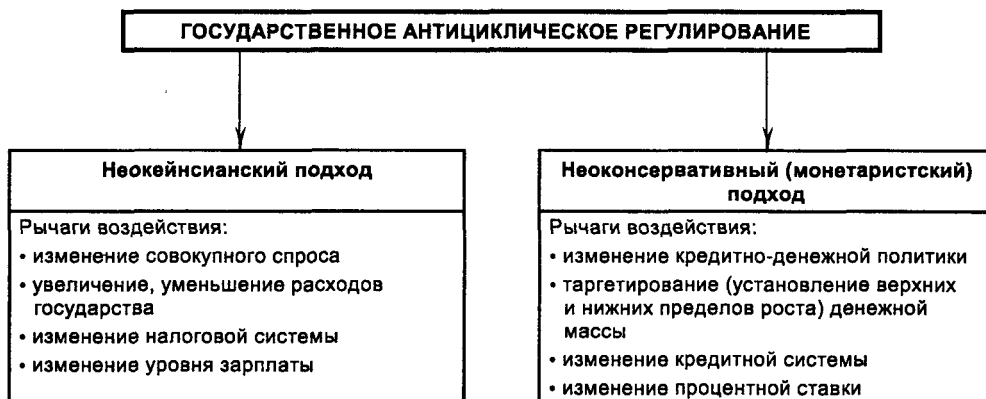 ГОСУДАРСТВЕННОЕ АНТИЦИКЛИЧЕСКОЕ РЕГУЛИРОВАНИЕ
Неокейнсианский подход
Рычаги воздействия:
• изменение совокупного спроса
• увеличение, уменьшение расходов
государства
• изменение налоговой системы
• изменение уровня зарплаты
Неоконсервативный (монетаристский)
подход
Рычаги воздействия:
• изменение кредитно-денежной политики
• таргетирование (установление верхних
и нижних пределов роста) денежной
массы
• изменение кредитной системы
• изменение процентной ставки